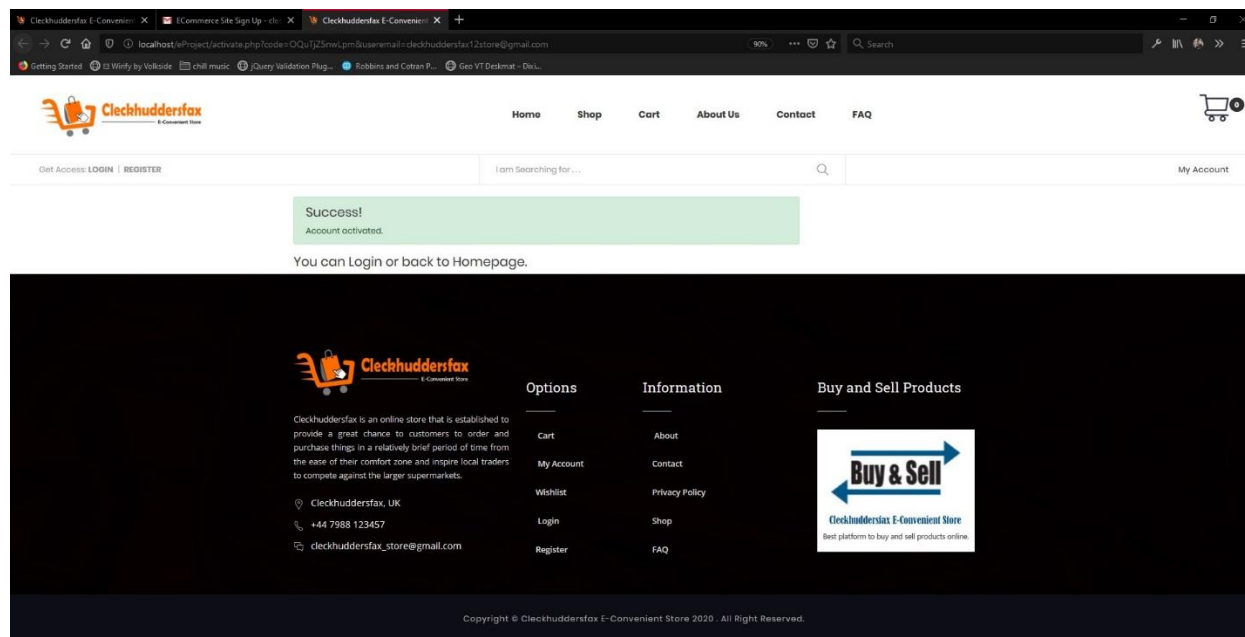 Cleckhuddersfax E-Convenient
ECommerce Site Sign Up - cle
Cleckhuddersfax E-Convenient
localhost/eProject/activate.php?code=OQuTjZ5nwLpm&useremail=cleckhuddersfax12store@gmail.com
90%
Search
Getting Started
Winify by Volkside
chill music
jQuery Validation Plug...
Robbins and Cotran P...
Geo VT Deskmat – Dixi...
Cleckhuddersfax
E-Convenient Store
Home Shop Cart About Us Contact FAQ
0
Get Access: LOGIN | REGISTER
I am Searching for . . .
My Account
Success!
Account activated.
You can Login or back to Homepage.
Cleckhuddersfax
E-Convenient Store
Cleckhuddersfax is an online store that is established to
provide a great chance to customers to order and
purchase things in a relatively brief period of time from
the ease of their comfort zone and inspire local traders
to compete against the larger supermarkets.
Cleckhuddersfax, UK
+44 7988 123457
cleckhuddersfax_store@gmail.com
Options
Cart
My Account
Wishlist
Login
Register
Information
About
Contact
Privacy Policy
Shop
FAQ
Buy and Sell Products
Buy & Sell
Cleckhuddersfax E-Convenient Store
Best platform to buy and sell products online.
Copyright © Cleckhuddersfax E-Convenient Store 2020 . All Right Reserved.